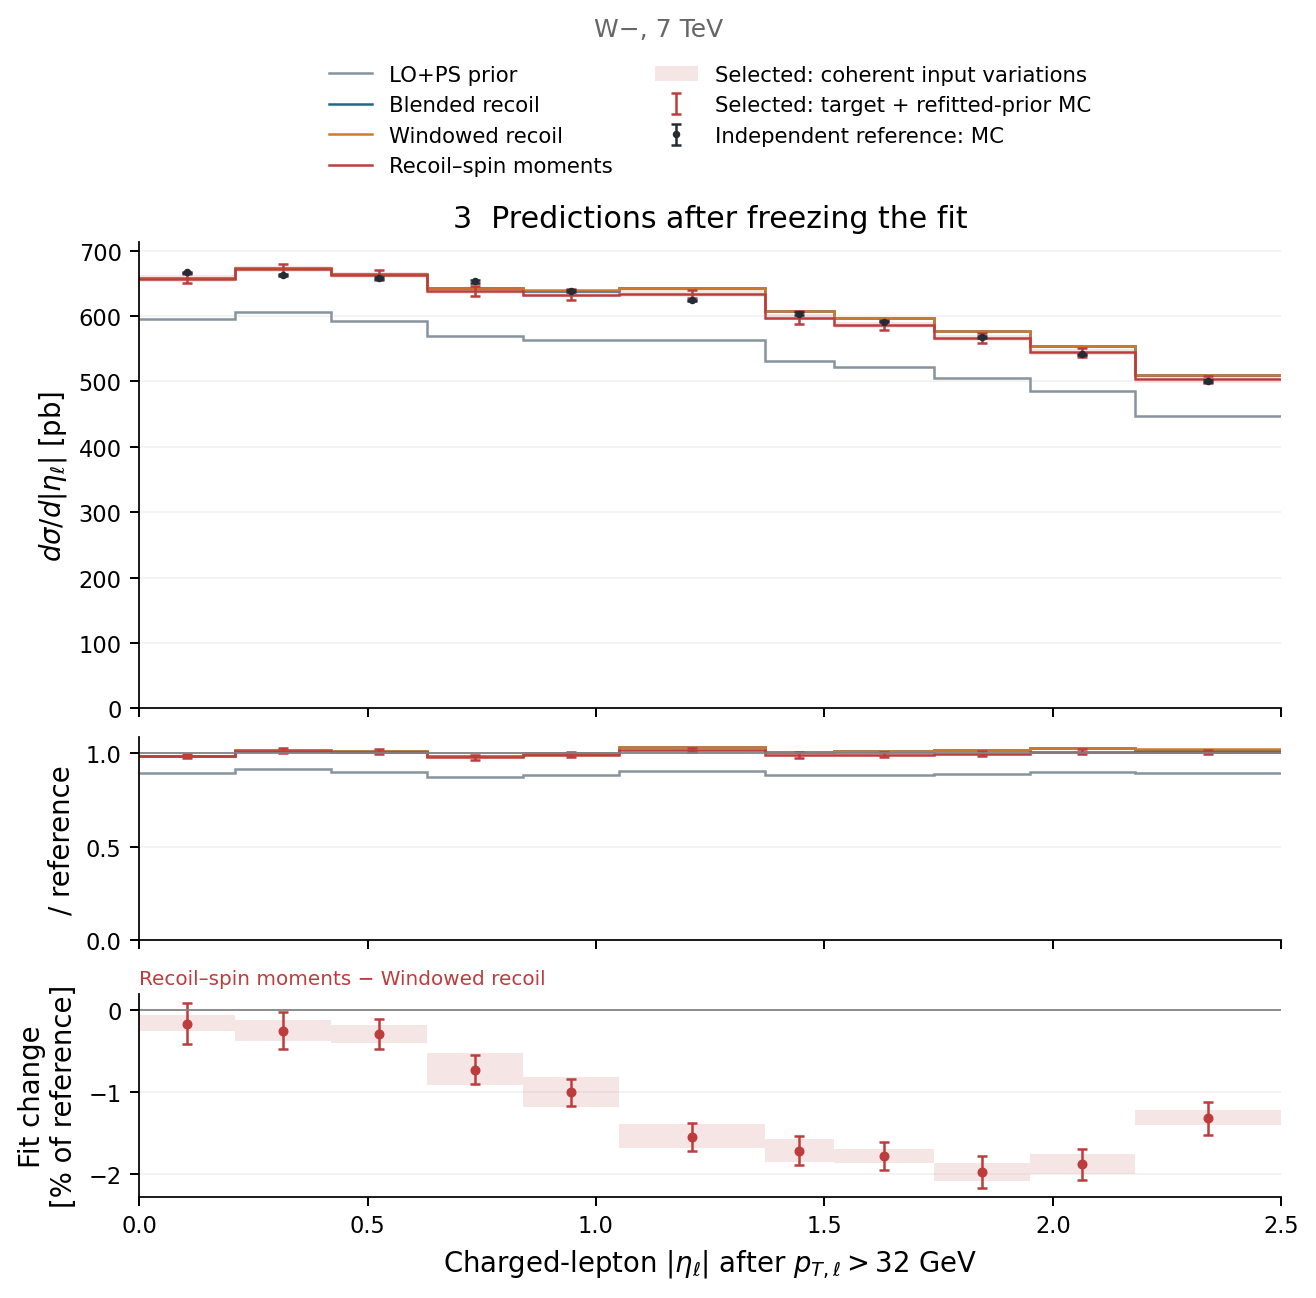 W−, 7 TeV
LO+PS prior
Blended recoil
Windowed recoil
Recoil–spin moments
Selected: coherent input variations
Selected: target + refitted-prior MC
Independent reference: MC
3 Predictions after freezing the fit
dσ/d|ηℓ| [pb]
700
600
500
400
300
200
100
0
/ reference
1.0
0.5
0.0
Recoil–spin moments − Windowed recoil
Fit change
[% of reference]
0
−1
−2
0.0 0.5 1.0 1.5 2.0 2.5
Charged-lepton |ηℓ| after pT,ℓ > 32 GeV